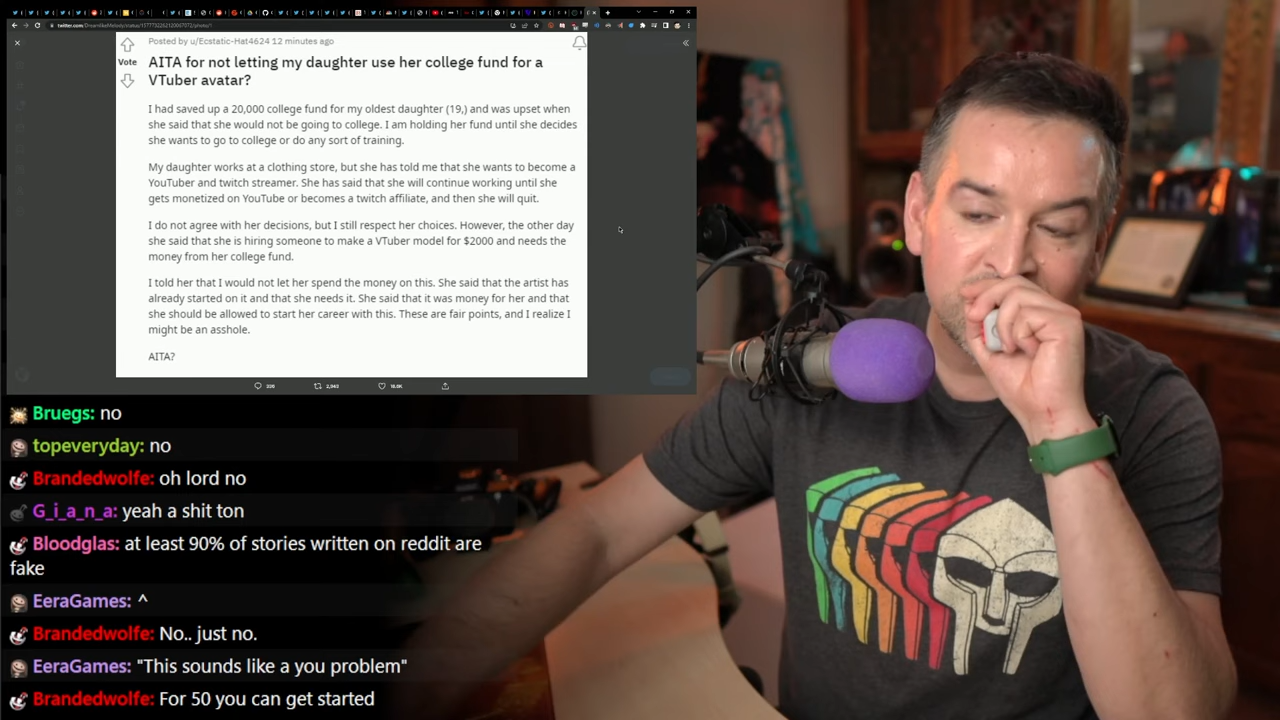 twitter.com/DreamlikeMelody/status/1577732262120067072/photo/1
Posted by u/Ecstatic-Hat4624 12 minutes ago
Vote
AITA for not letting my daughter use her college fund for a
VTuber avatar?
I had saved up a 20,000 college fund for my oldest daughter (19,) and was upset when
she said that she would not be going to college. I am holding her fund until she decides
she wants to go to college or do any sort of training.
My daughter works at a clothing store, but she has told me that she wants to become a
YouTuber and twitch streamer. She has said that she will continue working until she
gets monetized on YouTube or becomes a twitch affiliate, and then she will quit.
I do not agree with her decisions, but I still respect her choices. However, the other day
she said that she is hiring someone to make a VTuber model for $2000 and needs the
money from her college fund.
I told her that I would not let her spend the money on this. She said that the artist has
already started on it and that she needs it. She said that it was money for her and that
she should be allowed to start her career with this. These are fair points, and I realize I
might be an asshole.
AITA?
Bruegs: no
topeveryday: no
Brandedwolfe: oh lord no
G_i_a_n_a: yeah a shit ton
Bloodglas: at least 90% of stories written on reddit are
fake
EeraGames: ^
Brandedwolfe: No.. just no.
EeraGames: "This sounds like a you problem"
Brandedwolfe: For 50 you can get started